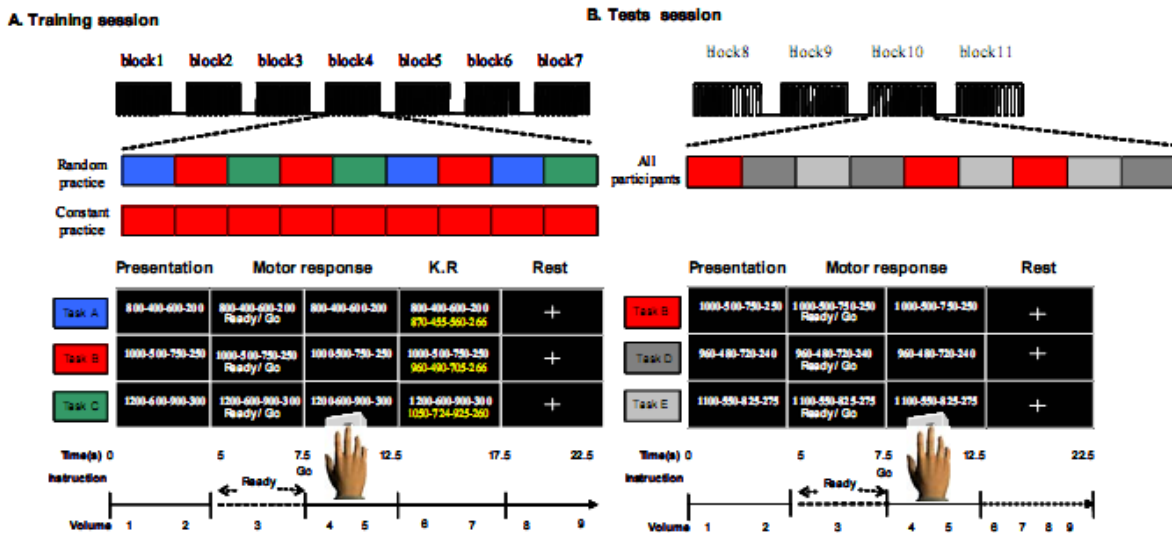 A. Training session
block1 block2 block3 block4 block5 block6 block7
Random
practice
Constant
practice
Presentation Motor response K.R Rest
Task A 800-400-600-200 800-400-600-200 800-400-600-200 800-400-600-200
Ready/ Go 870-455-560-266
Task B 1000-500-750-250 1000-500-750-250 1000-500-750-250 1000-500-750-250
Ready/ Go 960-490-705-266
Task C 1200-600-900-300 1200-600-900-300 1200-600-900-300 1200-600-900-300
Ready/ Go 1050-724-925-260
Time(s) 0 5 7.5 12.5 17.5 22.5
Instruction Ready Go
Volume 1 2 3 4 5 6 7 8 9
B. Tests session
block8 block9 block10 block11
All
participants
Presentation Motor response Rest
Task B 1000-500-750-250 1000-500-750-250 1000-500-750-250
Ready/ Go
Task D 960-480-720-240 960-480-720-240 960-480-720-240
Ready/ Go
Task E 1100-550-825-275 1100-550-825-275 1100-550-825-275
Ready/ Go
Time(s) 0 5 7.5 12.5 22.5
Instruction Ready Go
Volume 1 2 3 4 5 6 7 8 9